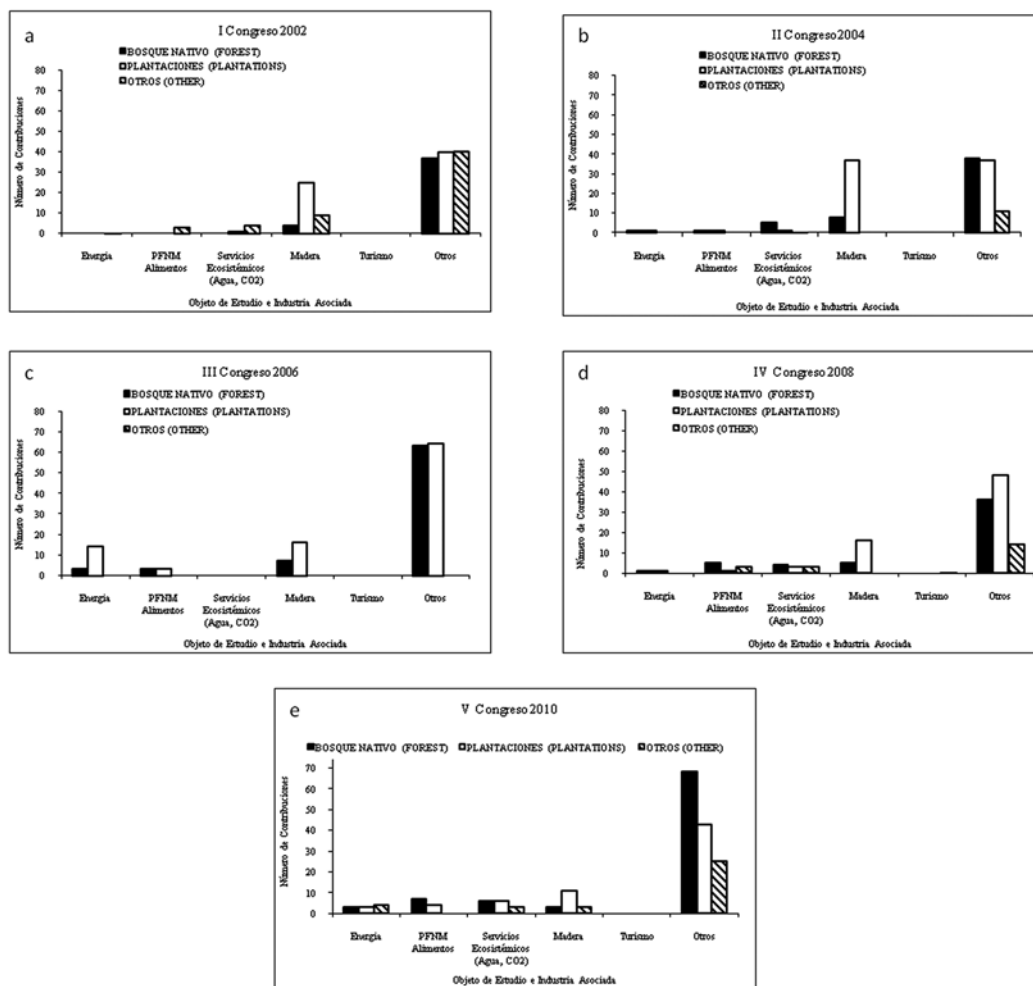 a
I Congreso 2002
BOSQUE NATIVO (FOREST)
PLANTACIONES (PLANTATIONS)
OTROS (OTHER)
Número de Contribuciones
80
70
60
50
40
30
20
10
0
Energía
PFNM
Alimentos
Servicios
Ecosistémicos
(Agua, CO2)
Madera
Turismo
Otros
Objeto de Estudio e Industria Asociada
b
II Congreso 2004
BOSQUE NATIVO (FOREST)
PLANTACIONES (PLANTATIONS)
OTROS (OTHER)
Número de Contribuciones
80
70
60
50
40
30
20
10
0
Energía
PFNM
Alimentos
Servicios
Ecosistémicos
(Agua, CO2)
Madera
Turismo
Otros
Objeto de Estudio e Industria Asociada
c
III Congreso 2006
BOSQUE NATIVO (FOREST)
PLANTACIONES (PLANTATIONS)
OTROS (OTHER)
Número de Contribuciones
80
70
60
50
40
30
20
10
0
Energía
PFNM
Alimentos
Servicios
Ecosistémicos
(Agua, CO2)
Madera
Turismo
Otros
Objeto de Estudio e Industria Asociada
d
IV Congreso 2008
BOSQUE NATIVO (FOREST)
PLANTACIONES (PLANTATIONS)
OTROS (OTHER)
Número de Contribuciones
80
70
60
50
40
30
20
10
0
Energía
PFNM
Alimentos
Servicios
Ecosistémicos
(Agua, CO2)
Madera
Turismo
Otros
Objeto de Estudio e Industria Asociada
e
V Congreso 2010
BOSQUE NATIVO (FOREST) PLANTACIONES (PLANTATIONS) OTROS (OTHER)
Número de Contribuciones
70
60
50
40
30
20
10
0
Energía
PFNM
Alimentos
Servicios
Ecosistémicos
(Agua, CO2)
Madera
Turismo
Otros
Objeto de Estudio e Industria Asociada